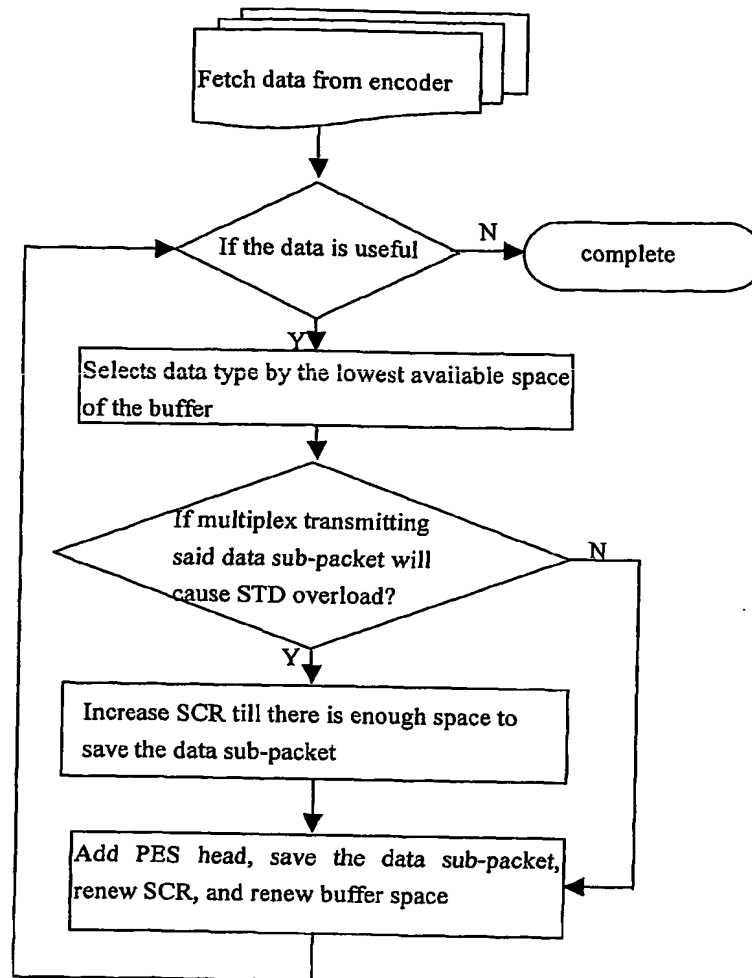 Fetch data from encoder
If the data is useful
N
complete
Y
Selects data type by the lowest available space
of the buffer
If multiplex transmitting
said data sub-packet will
cause STD overload?
N
Y
Increase SCR till there is enough space to
save the data sub-packet
Add PES head, save the data sub-packet,
renew SCR, and renew buffer space